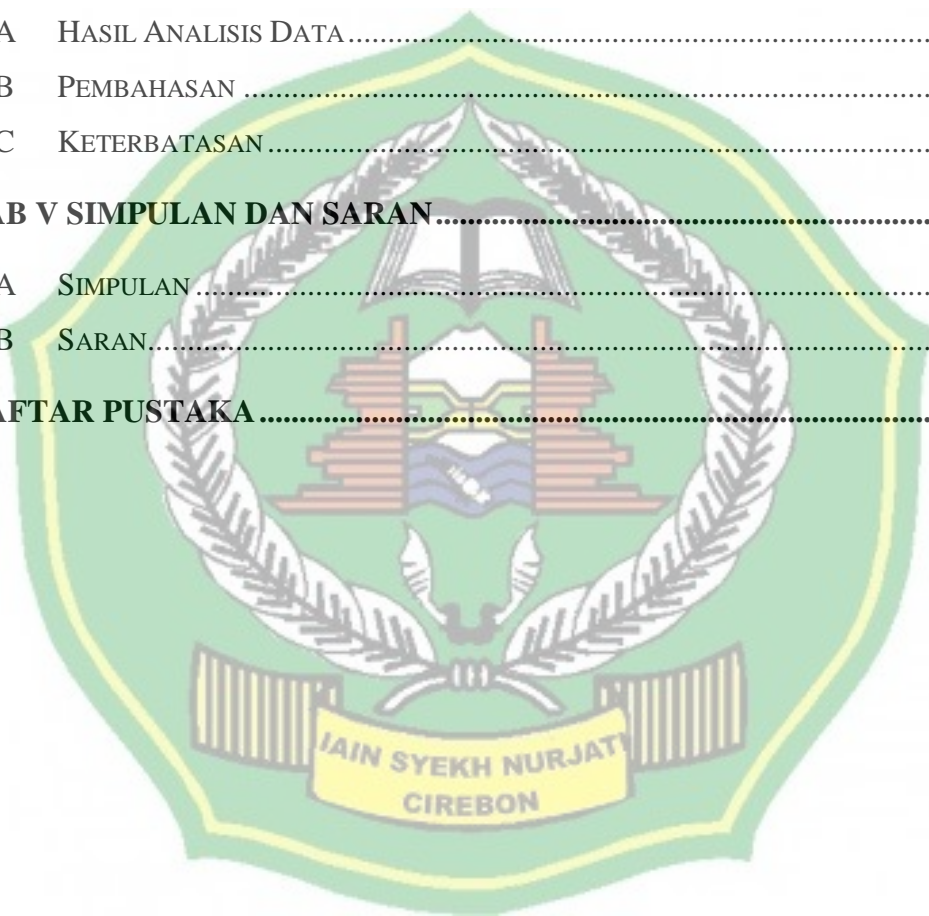 A HASIL ANALISIS DATA
B PEMBAHASAN
C KETERBATASAN
AB V SIMPULAN DAN SARAN
A SIMPULAN
B SARAN
AFTAR PUSTAKA
IAIN SYEKH NURJATI
CIREBON